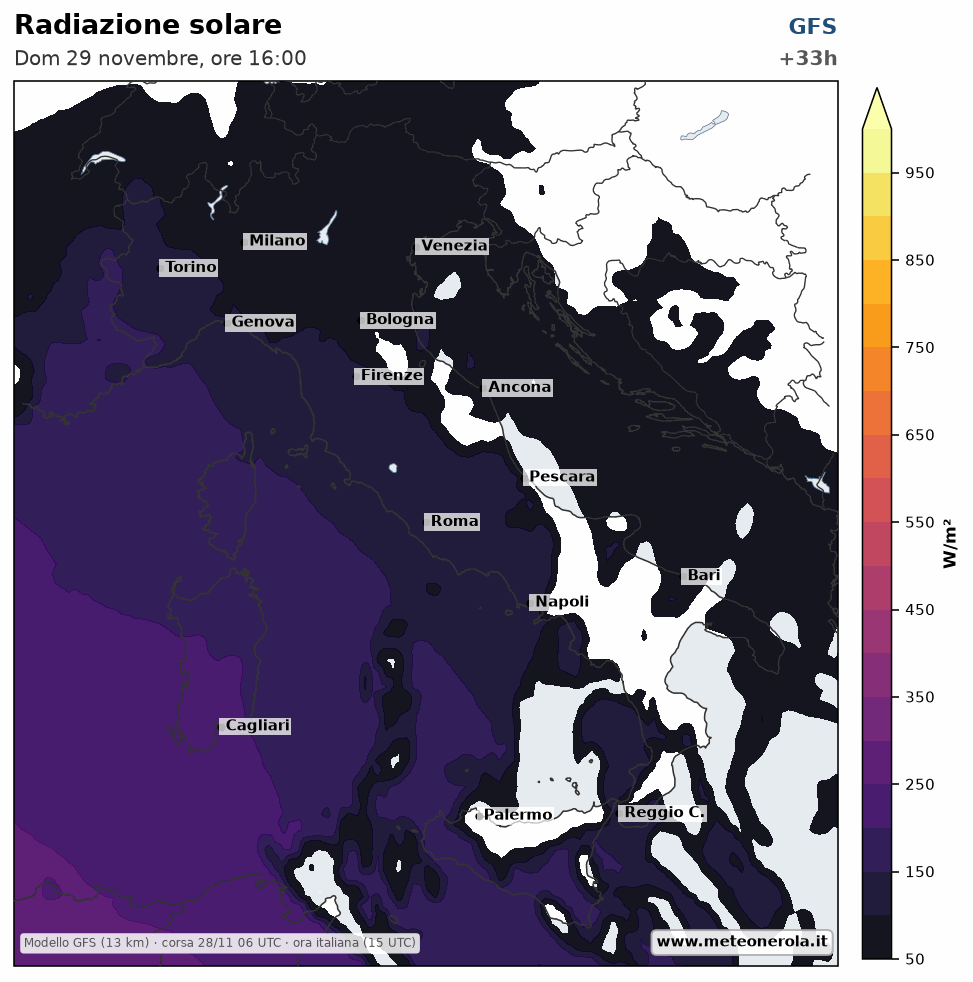 Radiazione solare
GFS
Dom 29 novembre, ore 16:00
+33h
Milano
Venezia
Torino
Genova
Bologna
Firenze
Ancona
Pescara
Roma
Bari
Napoli
Cagliari
Palermo
Reggio C.
950
850
750
650
550
450
350
250
150
50
W/m²
Modello GFS (13 km) · corsa 28/11 06 UTC · ora italiana (15 UTC)
www.meteonerola.it